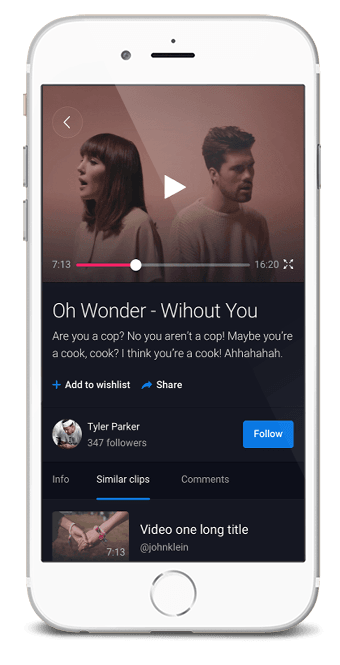 7:13 16:20
Oh Wonder - Wihout You
Are you a cop? No you aren't a cop! Maybe you're
a cook, cook? I think you're a cook! Ahhahahah.
Add to wishlist Share
Tyler Parker
347 followers
Follow
Info Similar clips Comments
Video one long title
@johnklein
7:13